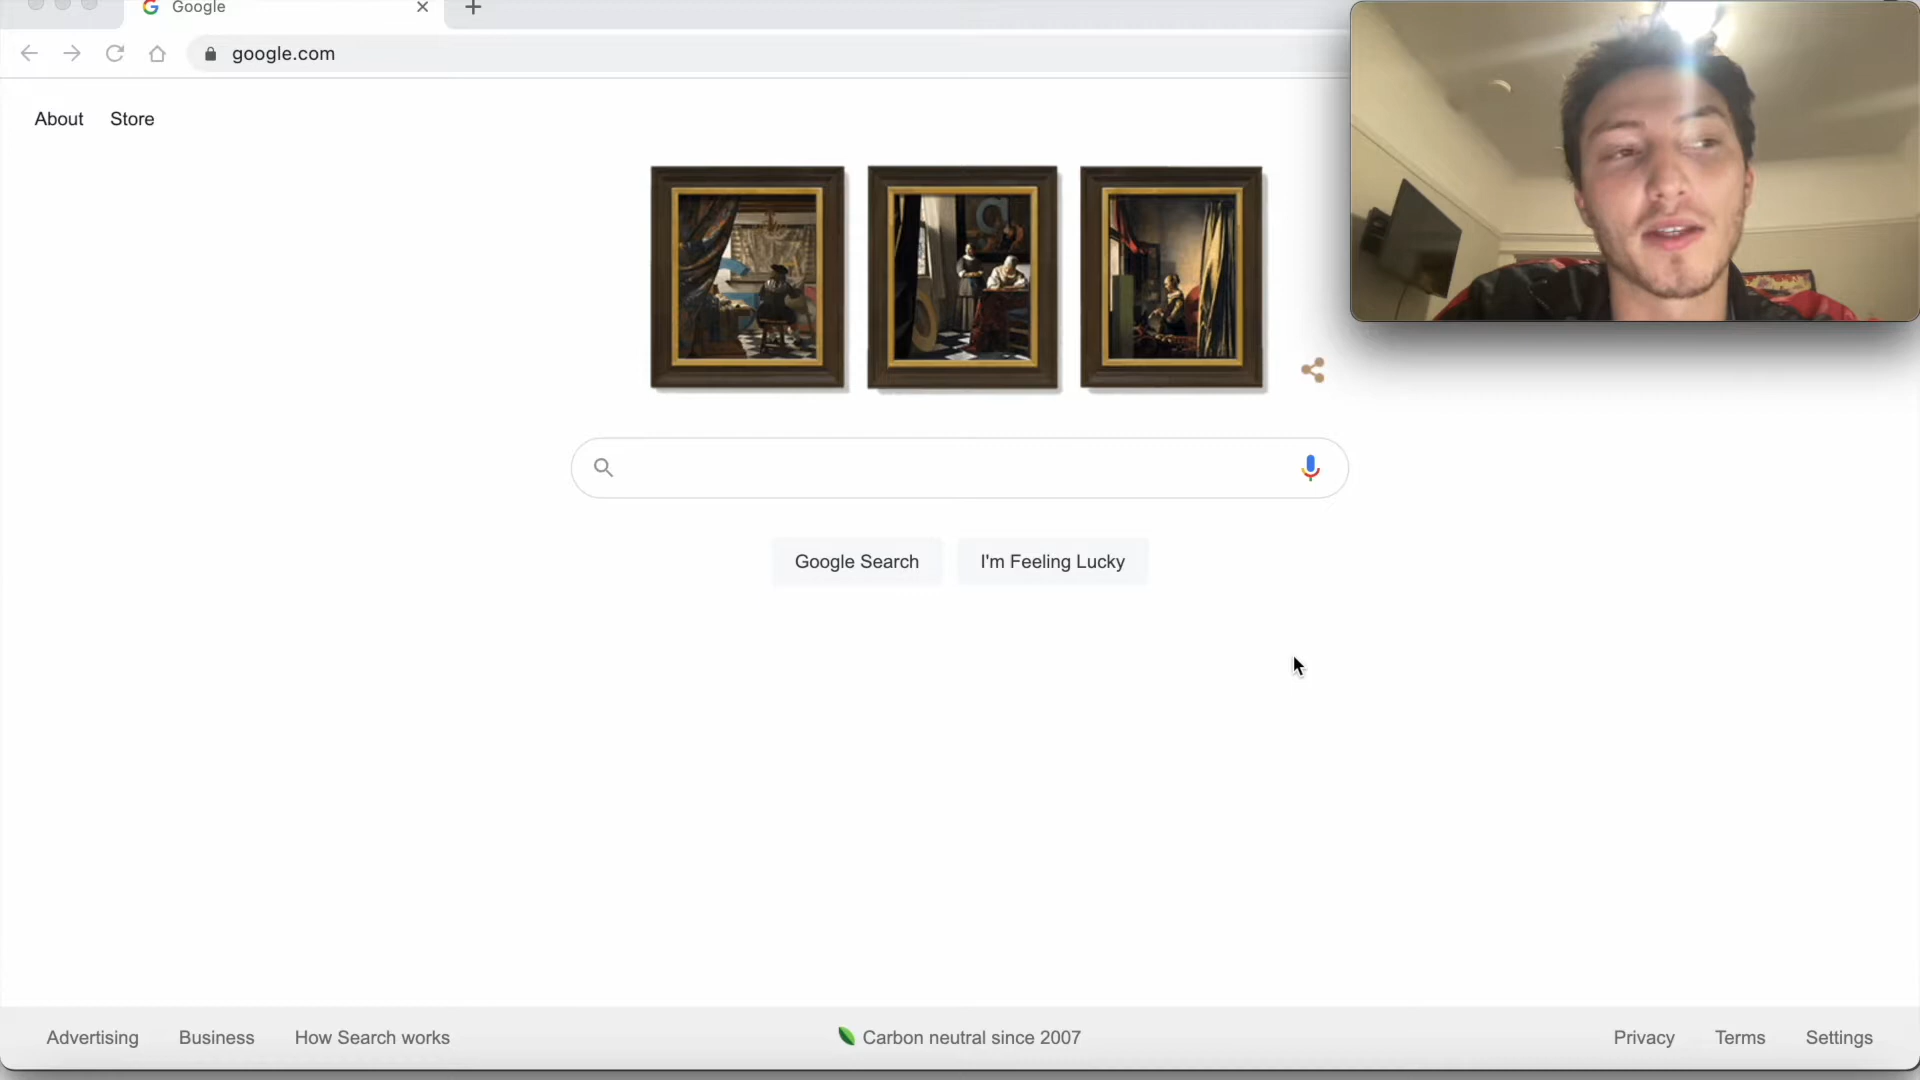 Google
google.com
About Store
Google Search I'm Feeling Lucky
Advertising Business How Search works Carbon neutral since 2007 Privacy Terms Settings